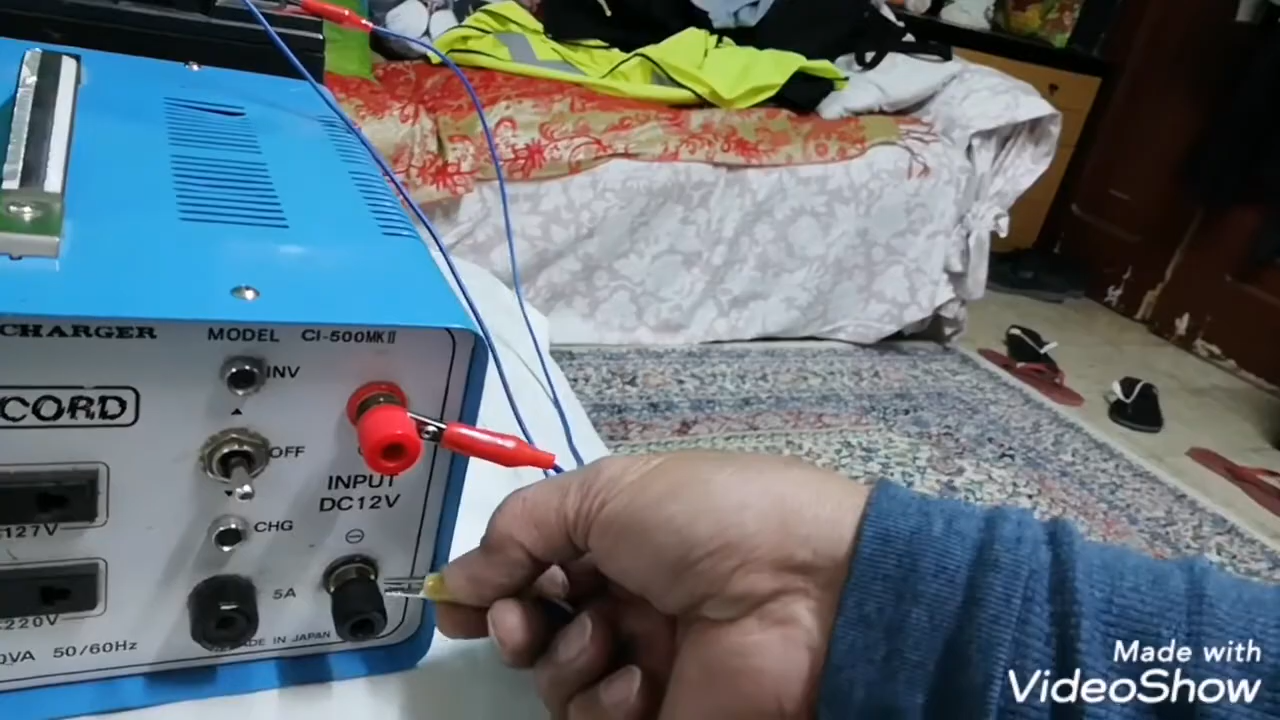 CHARGER MODEL CI-500MKII
INV
CORD
OFF
INPUT
DC12V
127V
CHG
5A
220V
MADE IN JAPAN
VA 50/60Hz
Made with
VideoShow